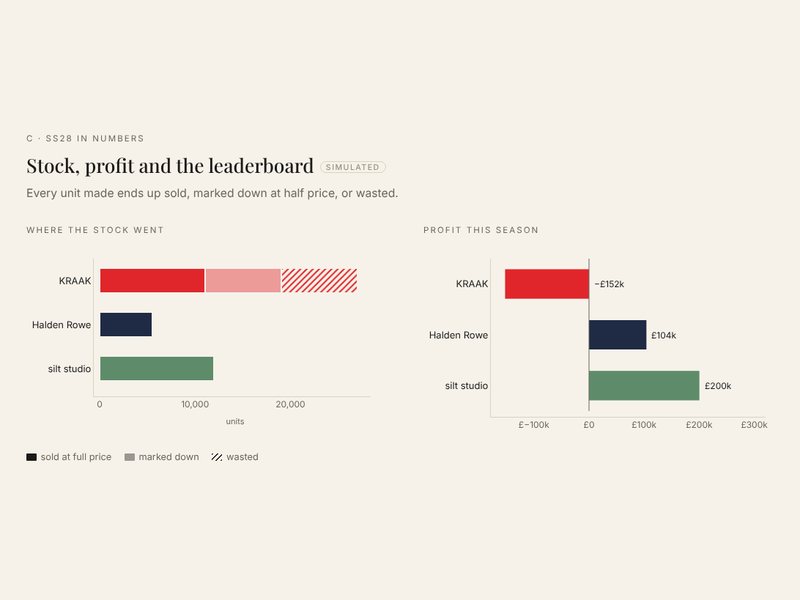 C · SS28 IN NUMBERS
Stock, profit and the leaderboard SIMULATED
Every unit made ends up sold, marked down at half price, or wasted.
WHERE THE STOCK WENT
KRAAK
Halden Rowe
silt studio
0 10,000 20,000
units
sold at full price marked down wasted
PROFIT THIS SEASON
KRAAK −£152k
Halden Rowe £104k
silt studio £200k
£−100k £0 £100k £200k £300k